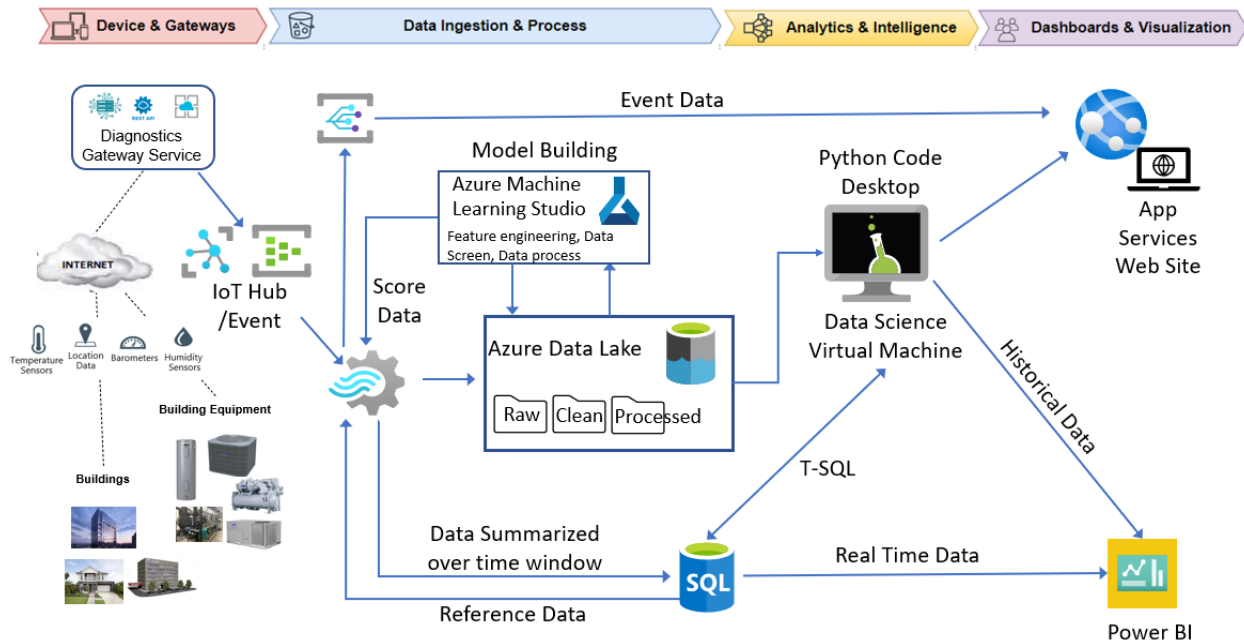 Device & Gateways
Data Ingestion & Process
Analytics & Intelligence
Dashboards & Visualization
REST API
Diagnostics
Gateway Service
INTERNET
Temperature
Sensors
Location
Data
Barometers
Humidity
Sensors
Building Equipment
Buildings
IoT Hub
/Event
Event Data
Model Building
Azure Machine
Learning Studio
Feature engineering, Data
Screen, Data process
Score
Data
Azure Data Lake
Raw
Clean
Processed
Python Code
Desktop
Data Science
Virtual Machine
App
Services
Web Site
Historical Data
T-SQL
Data Summarized
over time window
SQL
Real Time Data
Reference Data
Power BI